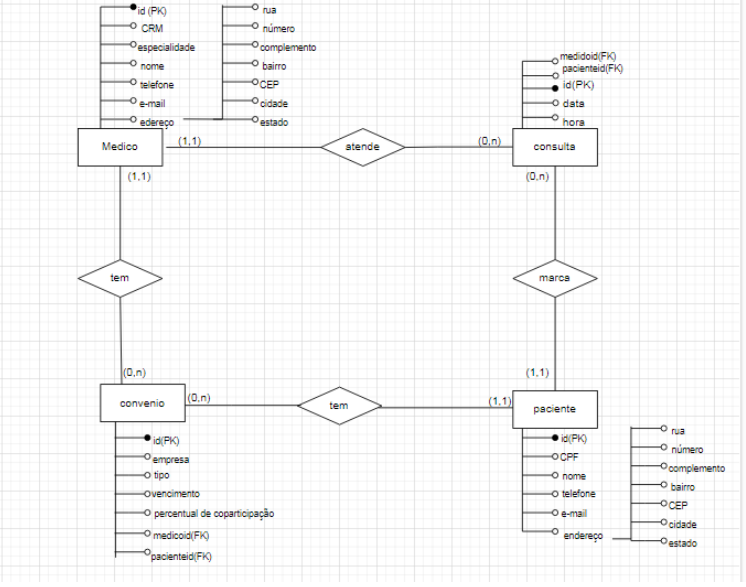 id (PK)
CRM
especialidade
nome
telefone
e-mail
edereço
rua
número
complemento
bairro
CEP
cidade
estado
medidoid(FK)
pacienteid(FK)
id(PK)
data
hora
Medico
(1,1)
atende
(0,n)
consulta
(1,1)
(0,n)
tem
marca
(0,n)
(1,1)
convenio
(0,n)
tem
(1,1)
paciente
id(PK)
empresa
tipo
vencimento
percentual de coparticipação
medicoid(FK)
pacienteid(FK)
id(PK)
CPF
nome
telefone
e-mail
endereço
rua
número
complemento
bairro
CEP
cidade
estado